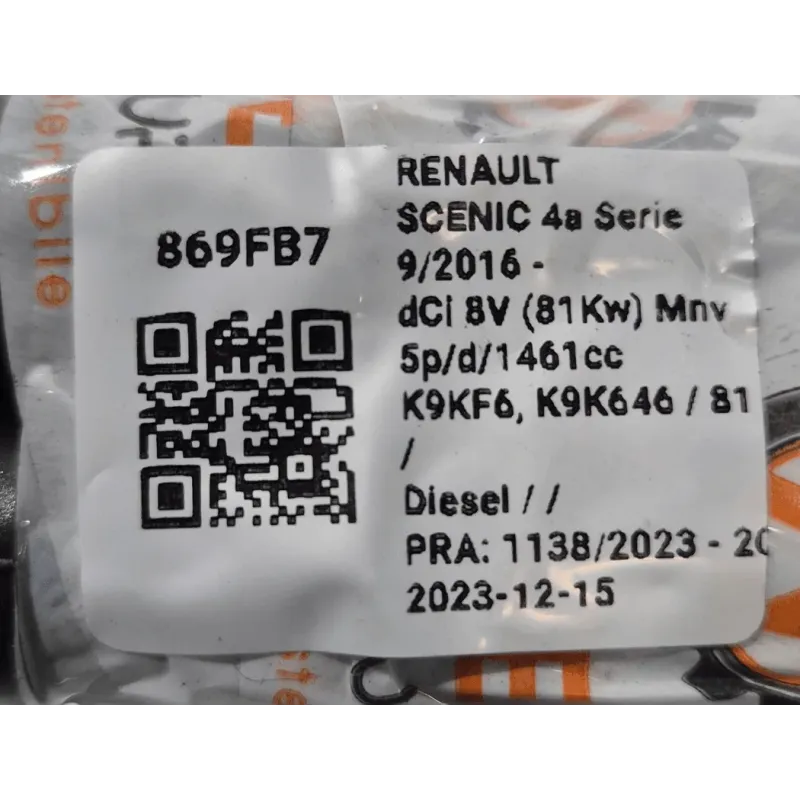 869FB7
RENAULT
SCENIC 4a Serie
9/2016 -
dCi 8V (81Kw) Mnv
5p/d/1461cc
K9KF6, K9K646 / 81
/
Diesel / /
PRA: 1138/2023 - 20
2023-12-15